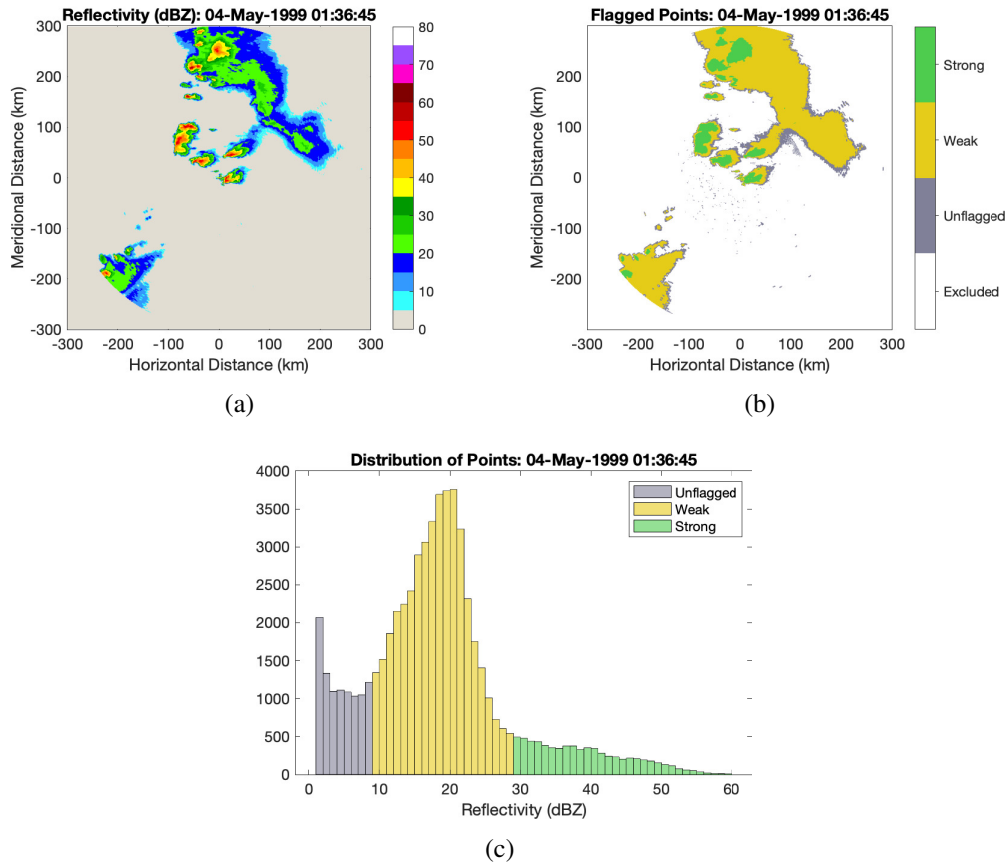 Reflectivity (dBZ): 04-May-1999 01:36:45
300
200
100
0
-100
-200
-300
Meridional Distance (km)
-300 -200 -100 0 100 200 300
Horizontal Distance (km)
80
70
60
50
40
30
20
10
0
(a)
Flagged Points: 04-May-1999 01:36:45
300
200
100
0
-100
-200
-300
Meridional Distance (km)
-300 -200 -100 0 100 200 300
Horizontal Distance (km)
Strong
Weak
Unflagged
Excluded
(b)
Distribution of Points: 04-May-1999 01:36:45
4000
3500
3000
2500
2000
1500
1000
500
0
0 10 20 30 40 50 60
Reflectivity (dBZ)
Unflagged
Weak
Strong
(c)